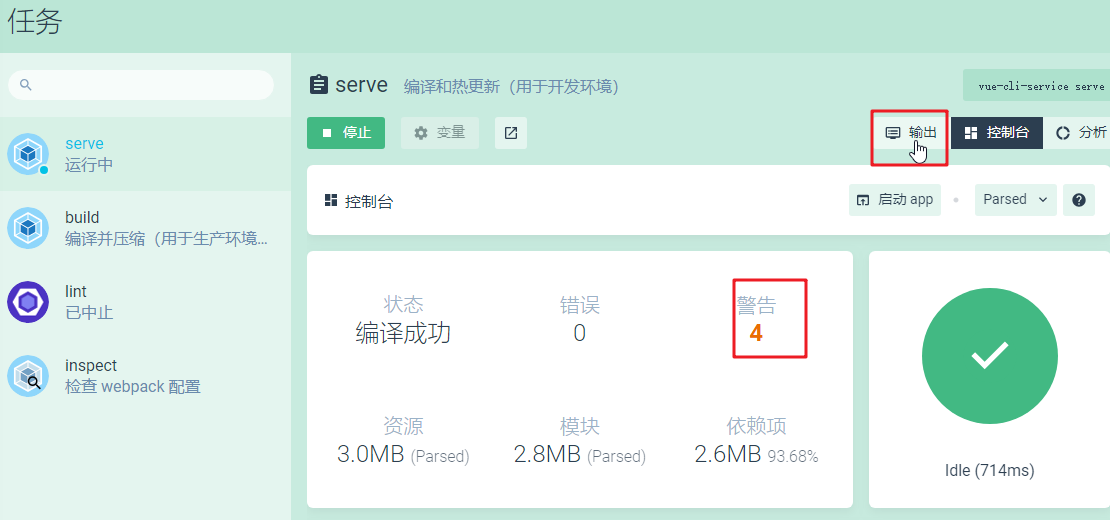 任务
serve
运行中
build
编译并压缩（用于生产环境...
lint
已中止
inspect
检查 webpack 配置
serve 编译和热更新（用于开发环境） vue-cli-service serve
停止 变量 输出 控制台 分析
控制台 启动 app Parsed
状态 错误 警告
编译成功 0 4
资源 模块 依赖项
3.0MB (Parsed) 2.8MB (Parsed) 2.6MB 93.68%
Idle (714ms)